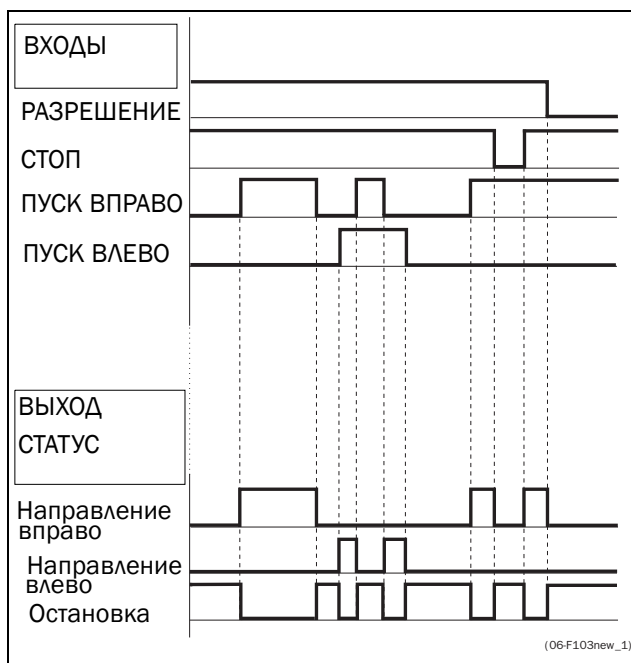 ВХОДЫ
РАЗРЕШЕНИЕ
СТОП
ПУСК ВПРАВО
ПУСК ВЛЕВО
ВЫХОД
СТАТУС
Направление
вправо
Направление
влево
Остановка
(06-F103new_1)